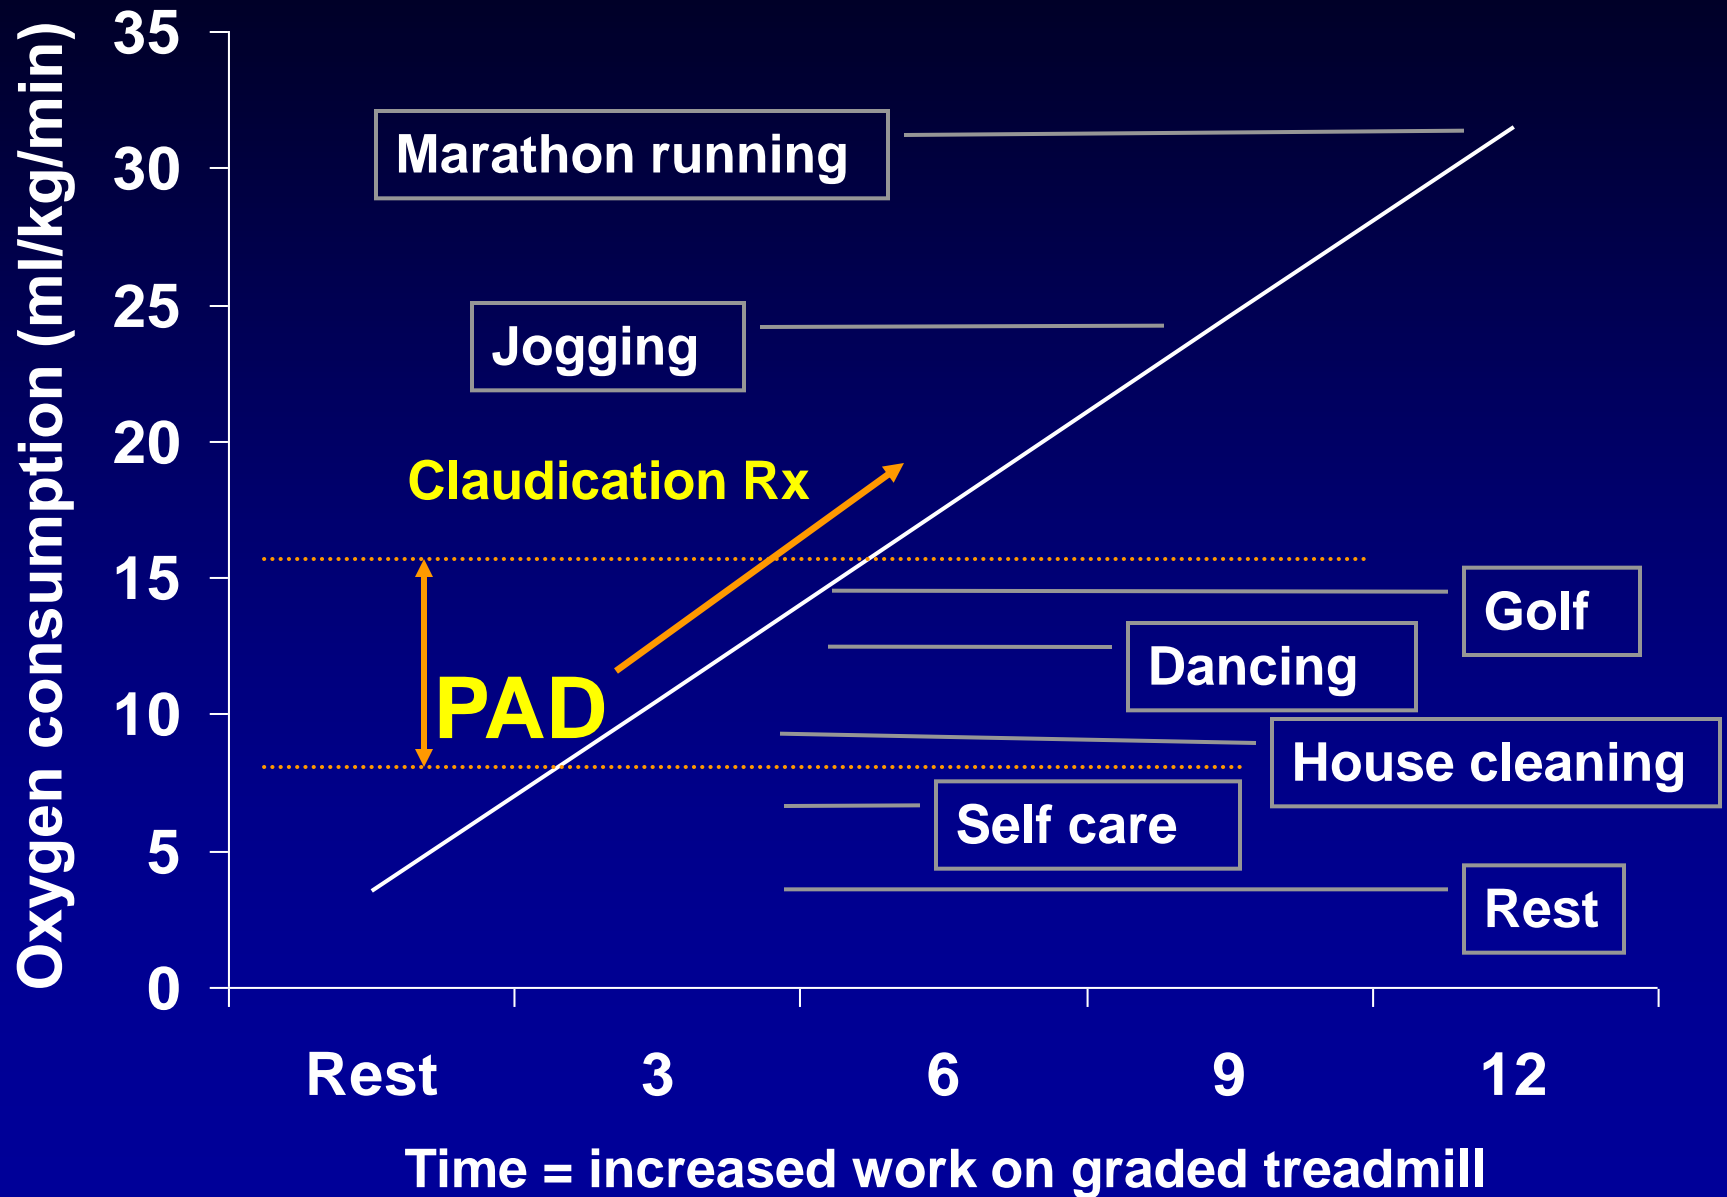 Oxygen consumption (ml/kg/min)
35
30
25
20
15
10
5
0
Marathon running
Jogging
Claudication Rx
PAD
Golf
Dancing
House cleaning
Self care
Rest
Rest 3 6 9 12
Time = increased work on graded treadmill